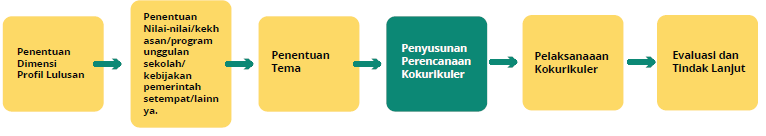 Penentuan
Dimensi
Profil Lulusan
Penentuan
Nilai-nilai/kekh
asan/program
unggulan
sekolah/
kebijakan
pemerintah
setempat/lainn
ya.
Penentuan
Tema
Penyusunan
Perencanaan
Kokurikuler
Pelaksanaaan
Kokurikuler
Evaluasi dan
Tindak Lanjut